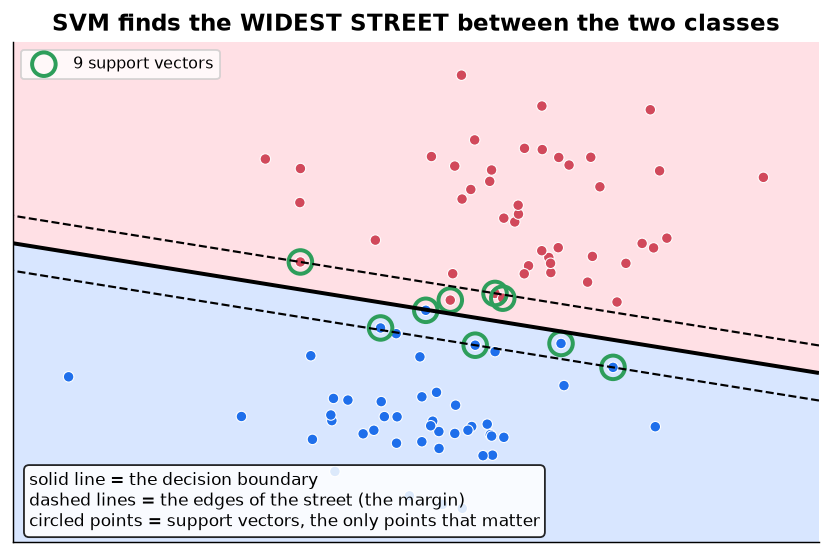 SVM finds the WIDEST STREET between the two classes
9 support vectors
solid line = the decision boundary
dashed lines = the edges of the street (the margin)
circled points = support vectors, the only points that matter